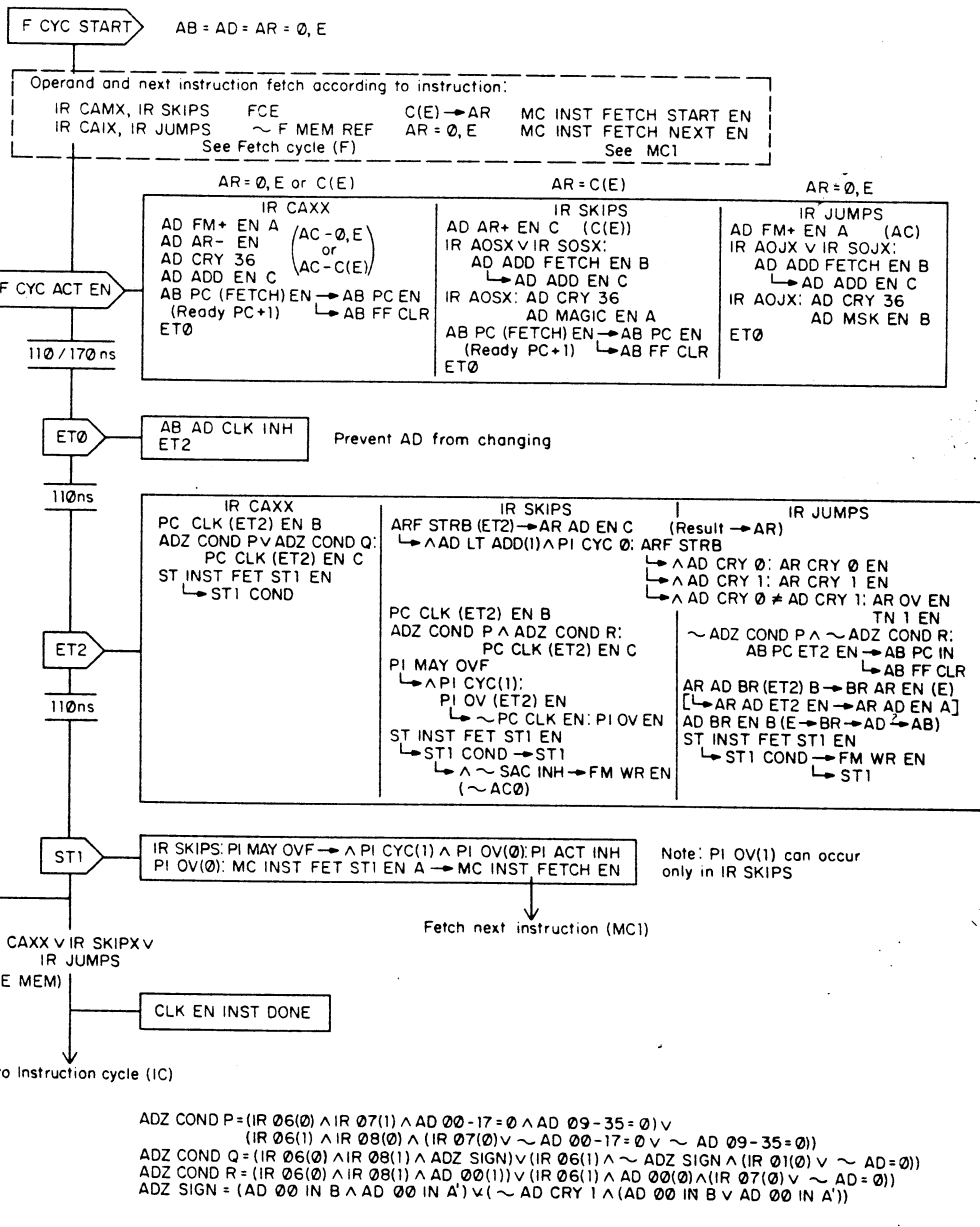 F CYC START AB = AD = AR = Ø, E
Operand and next instruction fetch according to instruction:
IR CAMX, IR SKIPS FCE C(E)→AR MC INST FETCH START EN
IR CAIX, IR JUMPS ~ F MEM REF AR = Ø, E MC INST FETCH NEXT EN
See Fetch cycle (F) See MC1
AR = Ø, E or C(E) AR = C(E) AR = Ø, E
F CYC ACT EN
IR CAXX
AD FM+ EN A
AD AR- EN
AD CRY 36
AD ADD EN C
(AC-Ø,E
or
AC-C(E))
AB PC (FETCH) EN → AB PC EN
(Ready PC+1) ↳ AB FF CLR
ETØ
IR SKIPS
AD AR+ EN C (C(E))
IR AOSX ∨ IR SOSX:
AD ADD FETCH EN B
↳ AD ADD EN C
IR AOSX: AD CRY 36
AD MAGIC EN A
AB PC (FETCH) EN → AB PC EN
(Ready PC+1) ↳ AB FF CLR
ETØ
IR JUMPS
AD FM+ EN A (AC)
IR AOJX ∨ IR SOJX:
AD ADD FETCH EN B
↳ AD ADD EN C
IR AOJX: AD CRY 36
AD MSK EN B
ETØ
110/170 ns
ETØ
AB AD CLK INH
ET2
Prevent AD from changing
110ns
ET2
IR CAXX
PC CLK (ET2) EN B
ADZ COND P ∨ ADZ COND Q:
PC CLK (ET2) EN C
ST INST FET ST1 EN
↳ ST1 COND
IR SKIPS
ARF STRB (ET2) → AR AD EN C (Result → AR)
↳ ∧ AD LT ADD(1) ∧ PI CYC Ø: ARF STRB
↳ ∧ AD CRY Ø: AR CRY Ø EN
↳ ∧ AD CRY 1: AR CRY 1 EN
↳ ∧ AD CRY Ø ≠ AD CRY 1: AR OV EN
TN 1 EN
PC CLK (ET2) EN B
ADZ COND P ∧ ADZ COND R:
PC CLK (ET2) EN C
PI MAY OVF
↳ ∧ PI CYC(1):
PI OV (ET2) EN
↳ ~PC CLK EN: PI OV EN
ST INST FET ST1 EN
↳ ST1 COND → ST1
↳ ∧ ~ SAC INH → FM WR EN
(~ACØ)
IR JUMPS
~ ADZ COND P ∧ ~ ADZ COND R:
AB PC ET2 EN → AB PC IN
↳ AB FF CLR
AR AD BR (ET2) B → BR AR EN (E)
[↳ AR AD ET2 EN → AR AD EN A]
AD BR EN B (E → BR → AD → AB)
ST INST FET ST1 EN
↳ ST1 COND → FM WR EN
↳ ST1
110ns
ST1
IR SKIPS: PI MAY OVF → ∧ PI CYC(1) ∧ PI OV(0): PI ACT INH
PI OV(0): MC INST FET ST1 EN A → MC INST FETCH EN
Note: PI OV(1) can occur
only in IR SKIPS
Fetch next instruction (MC1)
CAXX ∨ IR SKIPX ∨
IR JUMPS
E MEM)
CLK EN INST DONE
to Instruction cycle (IC)
ADZ COND P = (IR Ø6(0) ∧ IR Ø7(1) ∧ AD ØØ-17=0 ∧ AD Ø9-35=0) ∨
(IR Ø6(1) ∧ IR Ø8(0) ∧ (IR Ø7(0) ∨ ~ AD ØØ-17=0 ∨ ~ AD Ø9-35=0))
ADZ COND Q = (IR Ø6(0) ∧ IR Ø8(1) ∧ ADZ SIGN) ∨ (IR Ø6(1) ∧ ~ ADZ SIGN ∧ (IR Ø1(0) ∨ ~ AD=0))
ADZ COND R = (IR Ø6(0) ∧ IR Ø8(1) ∧ AD ØØ(1)) ∨ (IR Ø6(1) ∧ AD ØØ(0) ∧ (IR Ø7(0) ∨ ~ AD=0))
ADZ SIGN = (AD ØØ IN B ∧ AD ØØ IN A') ∨ (~ AD CRY 1 ∧ (AD ØØ IN B ∨ AD ØØ IN A'))